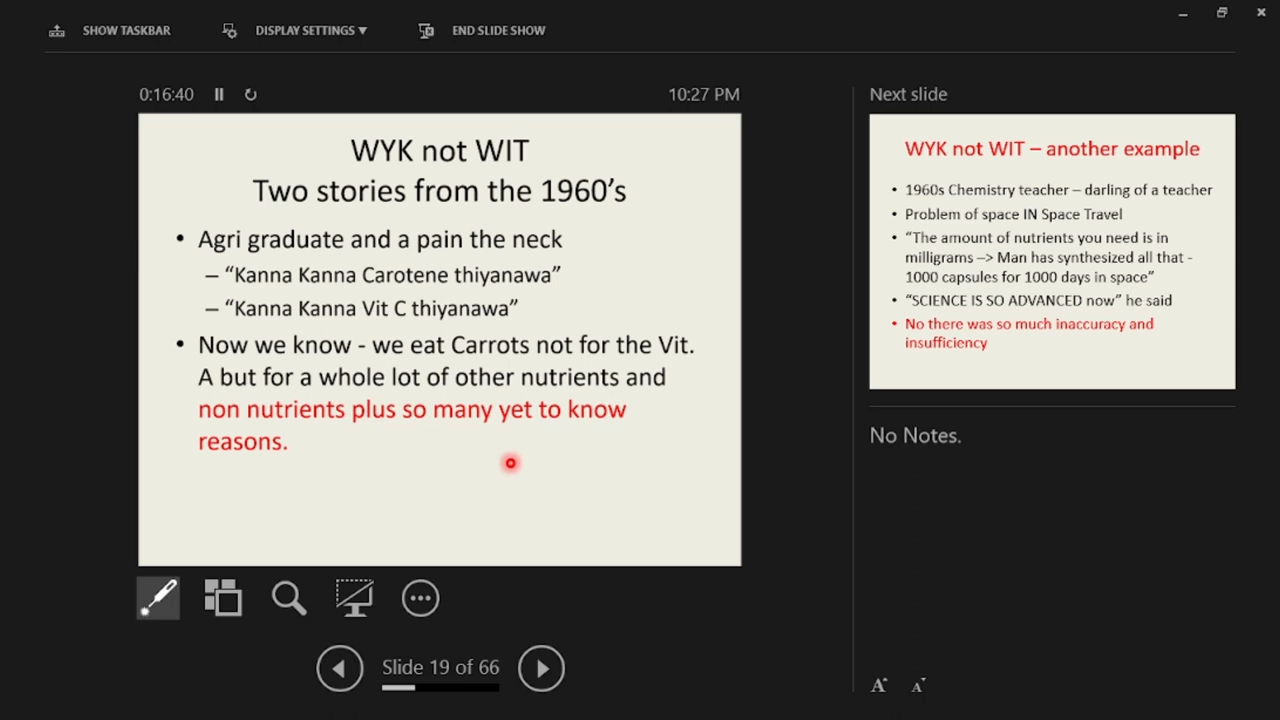 SHOW TASKBAR
DISPLAY SETTINGS ▼
END SLIDE SHOW
0:16:40
10:27 PM
WYK not WIT
Two stories from the 1960’s
• Agri graduate and a pain the neck
– “Kanna Kanna Carotene thiyanawa”
– “Kanna Kanna Vit C thiyanawa”
• Now we know - we eat Carrots not for the Vit.
A but for a whole lot of other nutrients and
non nutrients plus so many yet to know
reasons.
Slide 19 of 66
Next slide
WYK not WIT – another example
• 1960s Chemistry teacher – darling of a teacher
• Problem of space IN Space Travel
• “The amount of nutrients you need is in
milligrams –> Man has synthesized all that -
1000 capsules for 1000 days in space”
• “SCIENCE IS SO ADVANCED now” he said
• No there was so much inaccuracy and
insufficiency
No Notes.
A A